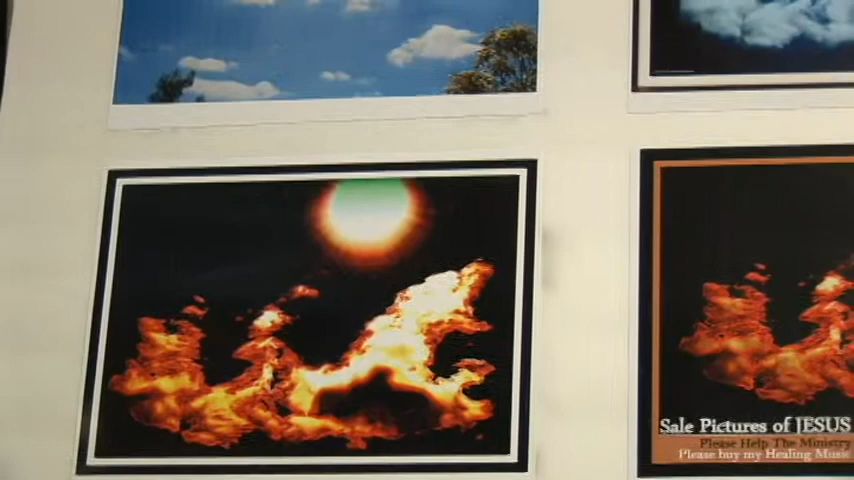 Sale Pictures of JESUS
Please Help The Ministry
Please buy my Healing Music